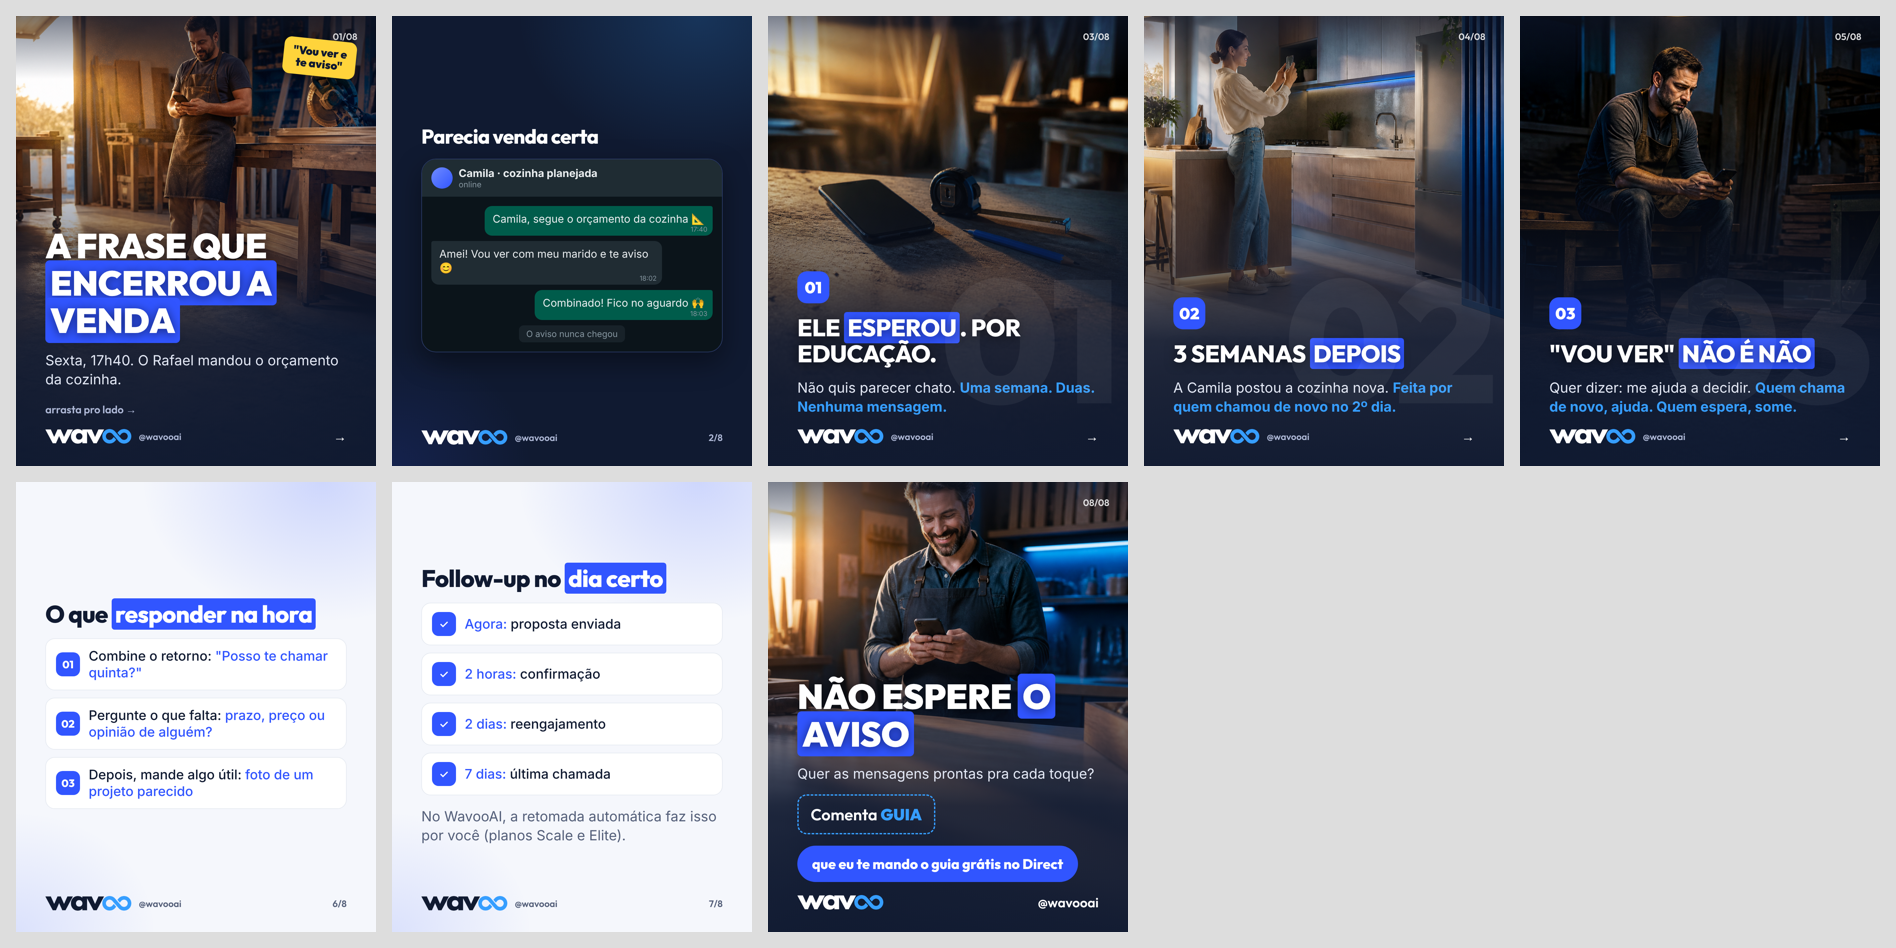 01/08
"Vou ver e
te aviso"
A FRASE QUE
ENCERROU A
VENDA
Sexta, 17h40. O Rafael mandou o orçamento
da cozinha.
arrasta pro lado →
wavoo @wavooai →
Parecia venda certa
Camila · cozinha planejada
online
Camila, segue o orçamento da cozinha 📐
17:40
Amei! Vou ver com meu marido e te aviso
😊
18:02
Combinado! Fico no aguardo 🙌
18:03
O aviso nunca chegou
wavoo @wavooai 2/8
03/08
01
01
ELE ESPEROU. POR
EDUCAÇÃO.
Não quis parecer chato. Uma semana. Duas.
Nenhuma mensagem.
wavoo @wavooai →
04/08
02
02
3 SEMANAS DEPOIS
A Camila postou a cozinha nova. Feita por
quem chamou de novo no 2º dia.
wavoo @wavooai →
05/08
03
03
"VOU VER" NÃO É NÃO
Quer dizer: me ajuda a decidir. Quem chama
de novo, ajuda. Quem espera, some.
wavoo @wavooai →
O que responder na hora
01 Combine o retorno: "Posso te chamar
quinta?"
02 Pergunte o que falta: prazo, preço ou
opinião de alguém?
03 Depois, mande algo útil: foto de um
projeto parecido
wavoo @wavooai 6/8
Follow-up no dia certo
Agora: proposta enviada
2 horas: confirmação
2 dias: reengajamento
7 dias: última chamada
No WavooAI, a retomada automática faz isso
por você (planos Scale e Elite).
wavoo @wavooai 7/8
08/08
NÃO ESPERE O
AVISO
Quer as mensagens prontas pra cada toque?
Comenta GUIA
que eu te mando o guia grátis no Direct
wavoo @wavooai